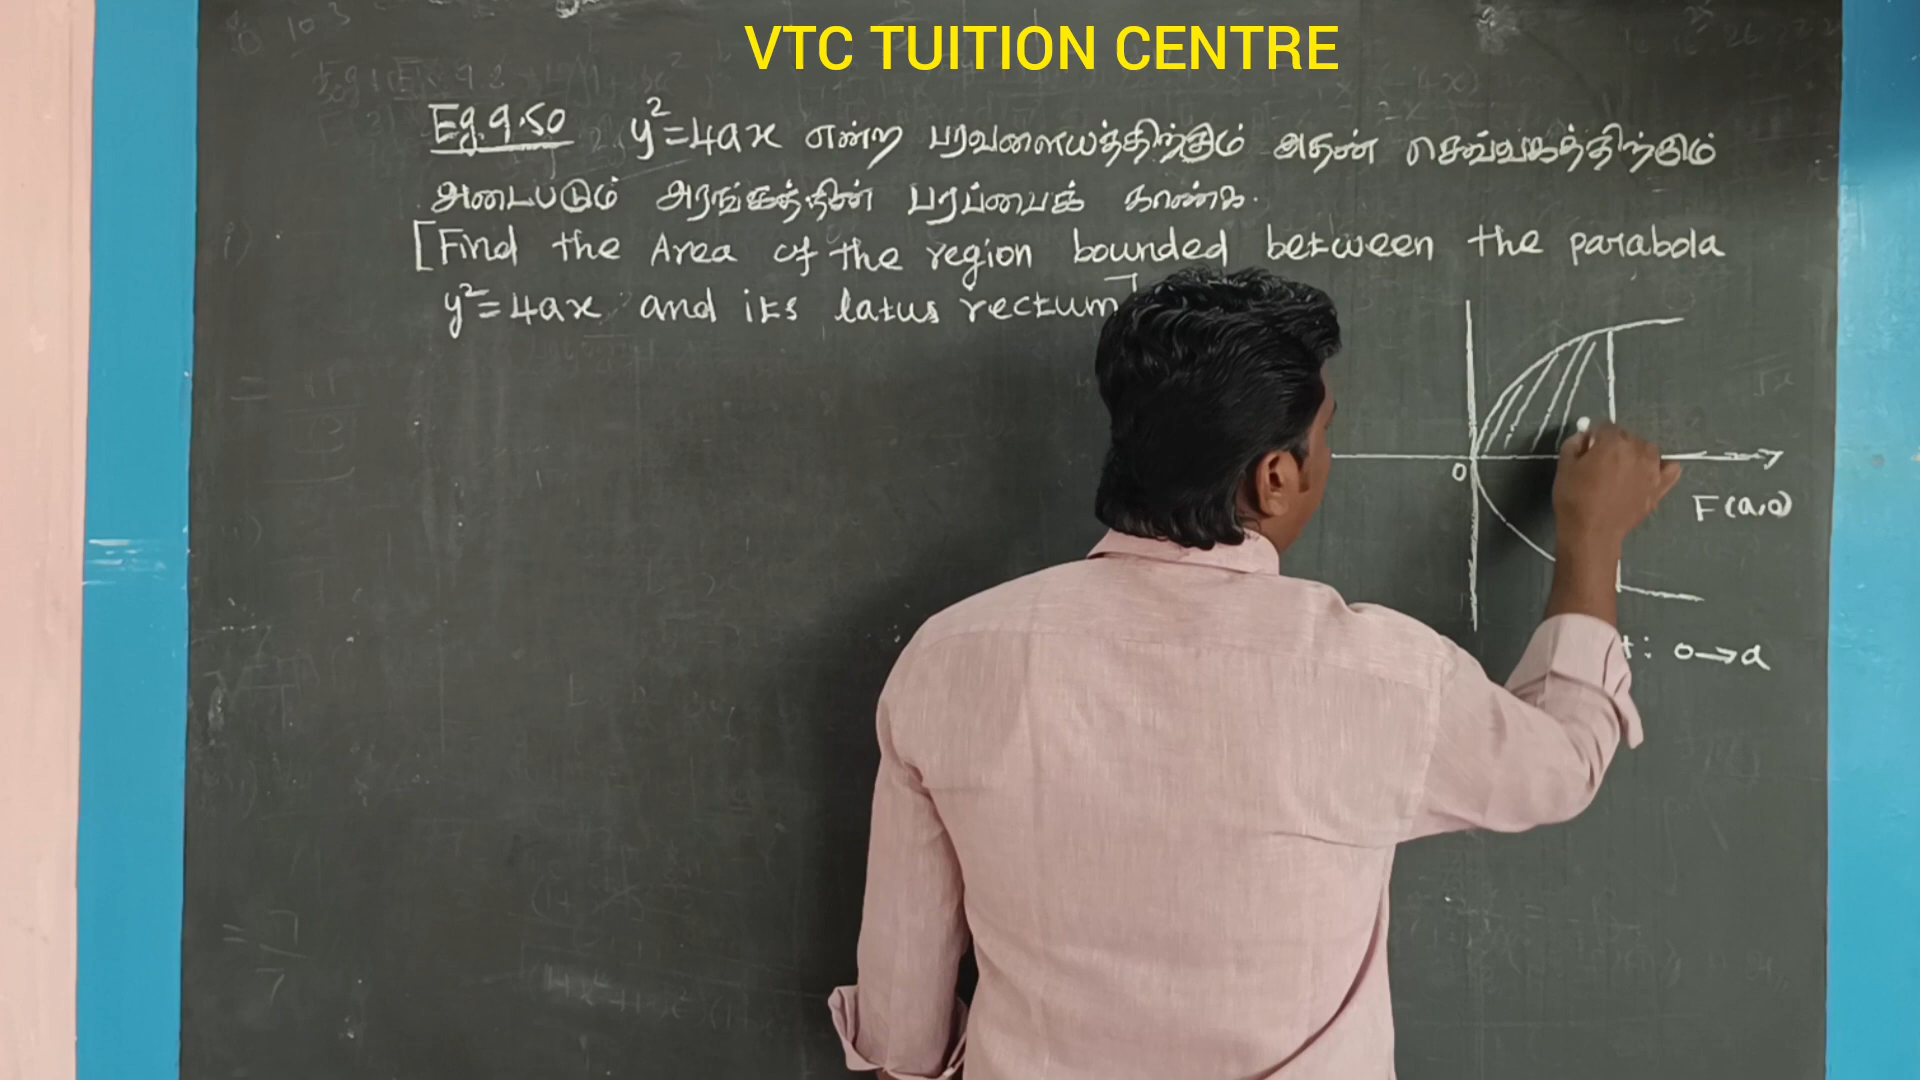 VTC TUITION CENTRE
Eg.9.50 y²=4ax என்ற பரவளையத்திற்கும் அதன் செவ்வகத்திற்கும்
அடைபடும் அரங்கத்தின் பரப்பைக் காண்க.
[Find the Area of the region bounded between the parabola
y²=4ax and its latus rectum]
0
F(a,0)
t: 0→a